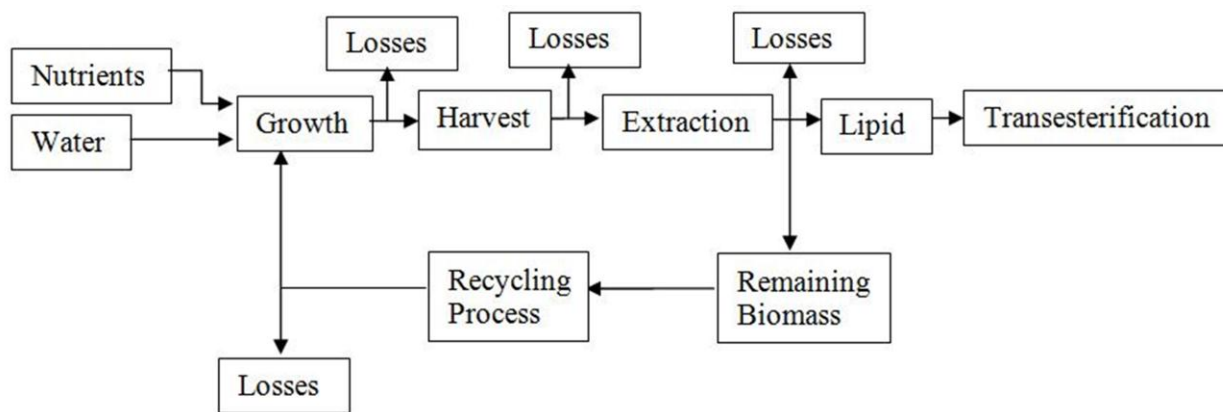 Losses
Losses
Losses
Nutrients
Water
Growth
Harvest
Extraction
Lipid
Transesterification
Recycling
Process
Remaining
Biomass
Losses